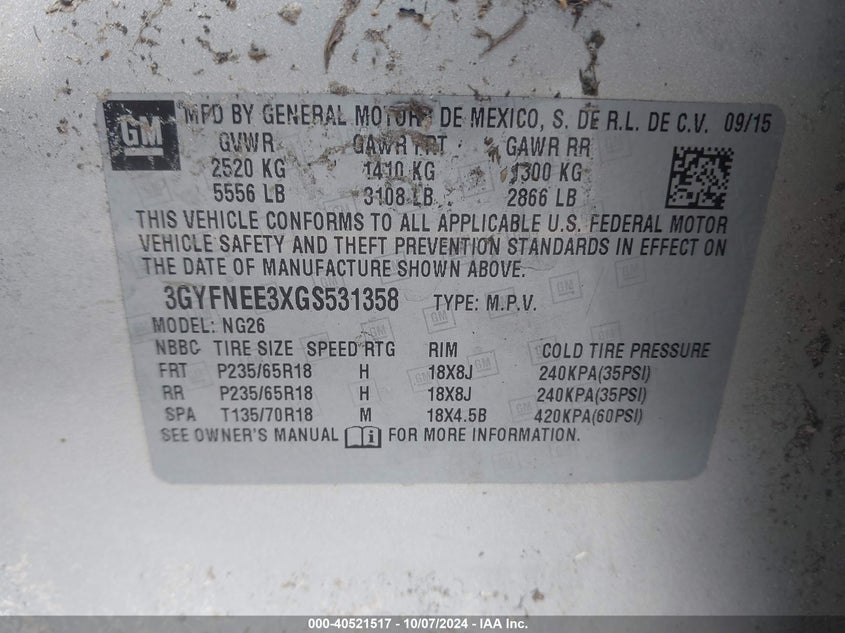 GM MFD BY GENERAL MOTORS DE MEXICO, S. DE R.L. DE C.V. 09/15
GVWR GAWR FRT GAWR RR
2520 KG 1410 KG 1300 KG
5556 LB 3108 LB 2866 LB
THIS VEHICLE CONFORMS TO ALL APPLICABLE U.S. FEDERAL MOTOR
VEHICLE SAFETY AND THEFT PREVENTION STANDARDS IN EFFECT ON
THE DATE OF MANUFACTURE SHOWN ABOVE.
3GYFNEE3XGS531358 TYPE: M.P.V.
MODEL: NG26
NBBC TIRE SIZE SPEED RTG RIM COLD TIRE PRESSURE
FRT P235/65R18 H 18X8J 240KPA(35PSI)
RR P235/65R18 H 18X8J 240KPA(35PSI)
SPA T135/70R18 M 18X4.5B 420KPA(60PSI)
SEE OWNER'S MANUAL FOR MORE INFORMATION.
000-40521517 - 10/07/2024 - IAA Inc.